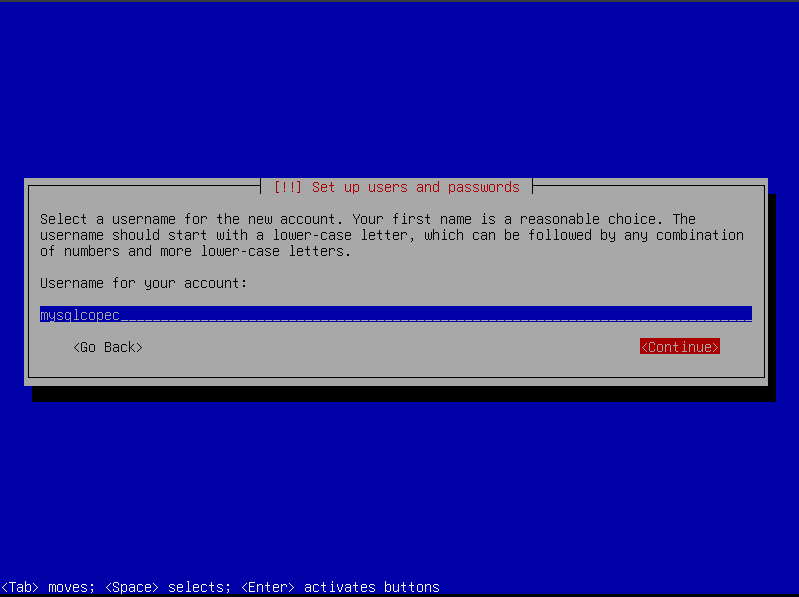 [!!] Set up users and passwords
Select a username for the new account. Your first name is a reasonable choice. The
username should start with a lower-case letter, which can be followed by any combination
of numbers and more lower-case letters.
Username for your account:
mysqlcopec
<Go Back>
<Continue>
<Tab> moves; <Space> selects; <Enter> activates buttons